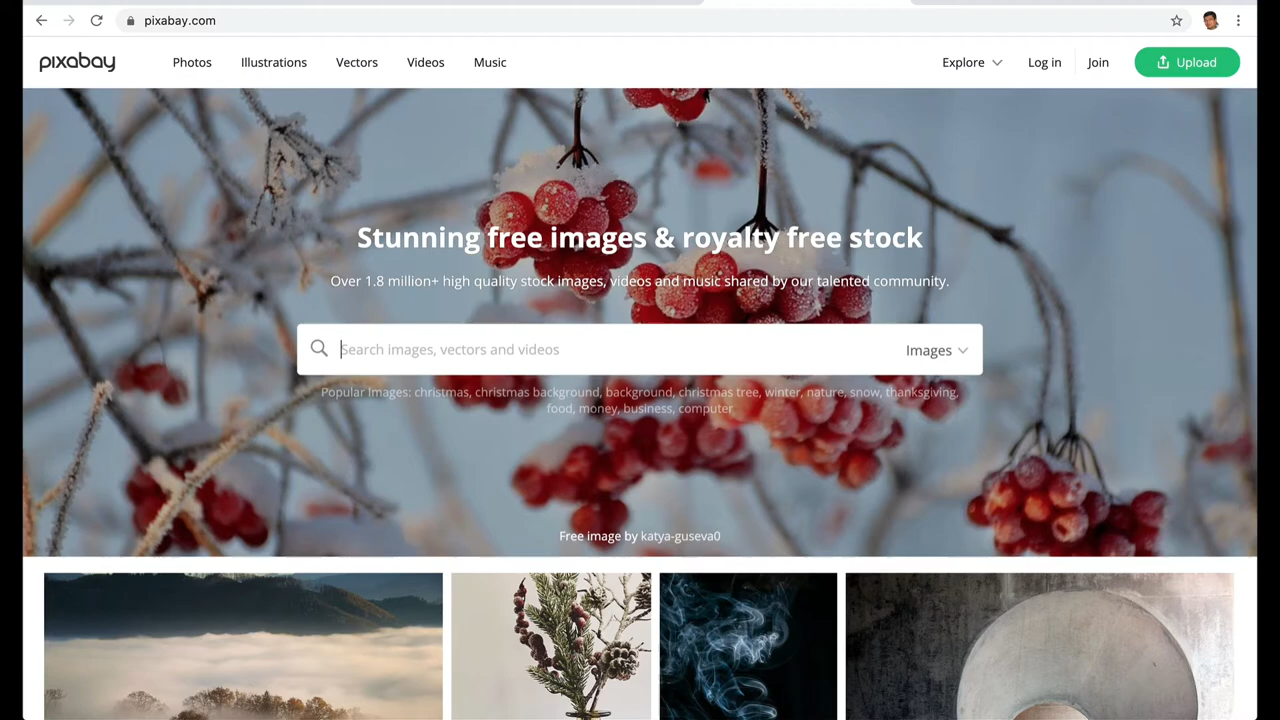 pixabay.com
pixabay
Photos
Illustrations
Vectors
Videos
Music
Explore
Log in
Join
Upload
Stunning free images & royalty free stock
Over 1.8 million+ high quality stock images, videos and music shared by our talented community.
Search images, vectors and videos
Images
Popular Images: christmas, christmas background, background, christmas tree, winter, nature, snow, thanksgiving,
food, money, business, computer
Free image by katya-guseva0